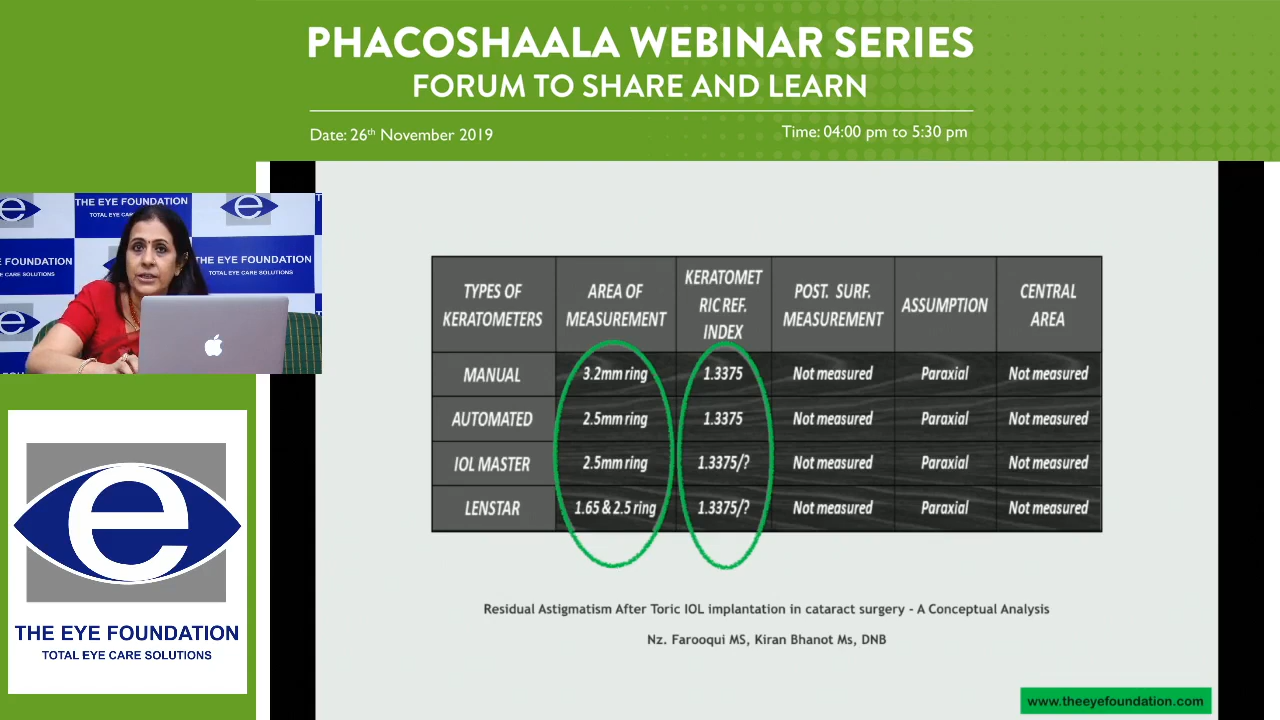 PHACOSHAALA WEBINAR SERIES
FORUM TO SHARE AND LEARN
Date: 26th November 2019
Time: 04:00 pm to 5:30 pm
THE EYE FOUNDATION
TOTAL EYE CARE
E FOUNDATION
CARE SOLUTIONS
THE EYE FOUNDATION
TOTAL EYE CARE SOLUTIONS
THE EYE FOUNDATION
TOTAL EYE CARE SOLUTIONS
TYPES OF KERATOMETERS
AREA OF MEASUREMENT
KERATOMET
RIC REF.
INDEX
POST. SURF. MEASUREMENT
ASSUMPTION
CENTRAL AREA
MANUAL 3.2mm ring 1.3375 Not measured Paraxial Not measured
AUTOMATED 2.5mm ring 1.3375 Not measured Paraxial Not measured
IOL MASTER 2.5mm ring 1.3375/? Not measured Paraxial Not measured
LENSTAR 1.65 & 2.5 ring 1.3375/? Not measured Paraxial Not measured
Residual Astigmatism After Toric IOL implantation in cataract surgery - A Conceptual Analysis
Nz. Farooqui MS, Kiran Bhanot Ms, DNB
www.theeyefoundation.com